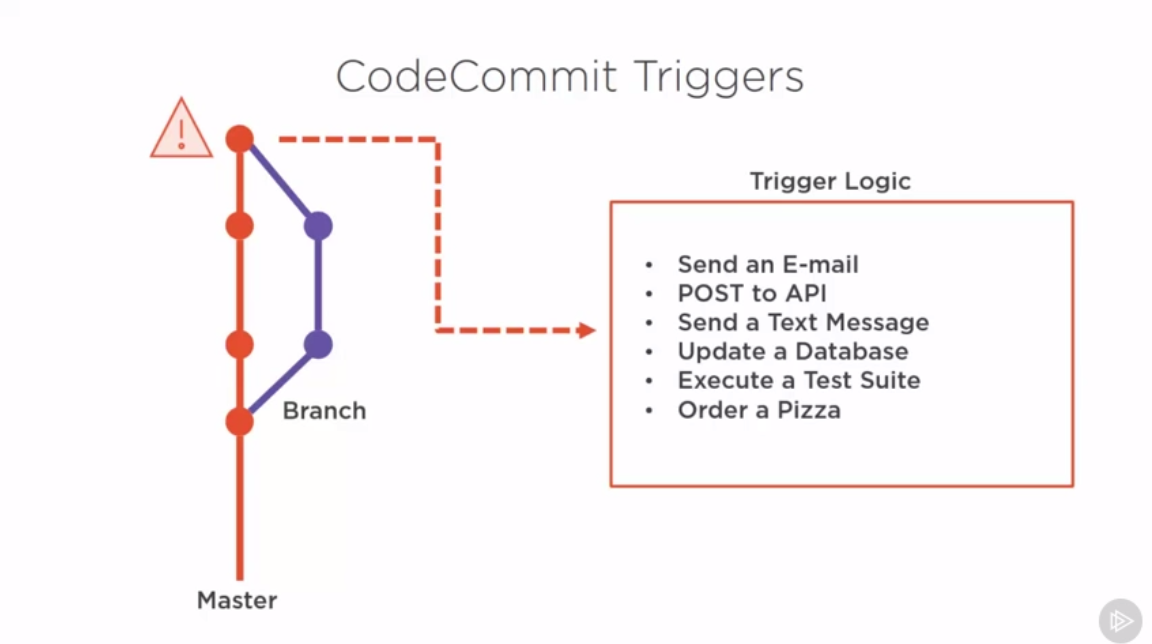 CodeCommit Triggers
Trigger Logic
• Send an E-mail
• POST to API
• Send a Text Message
• Update a Database
• Execute a Test Suite
• Order a Pizza
Branch
Master